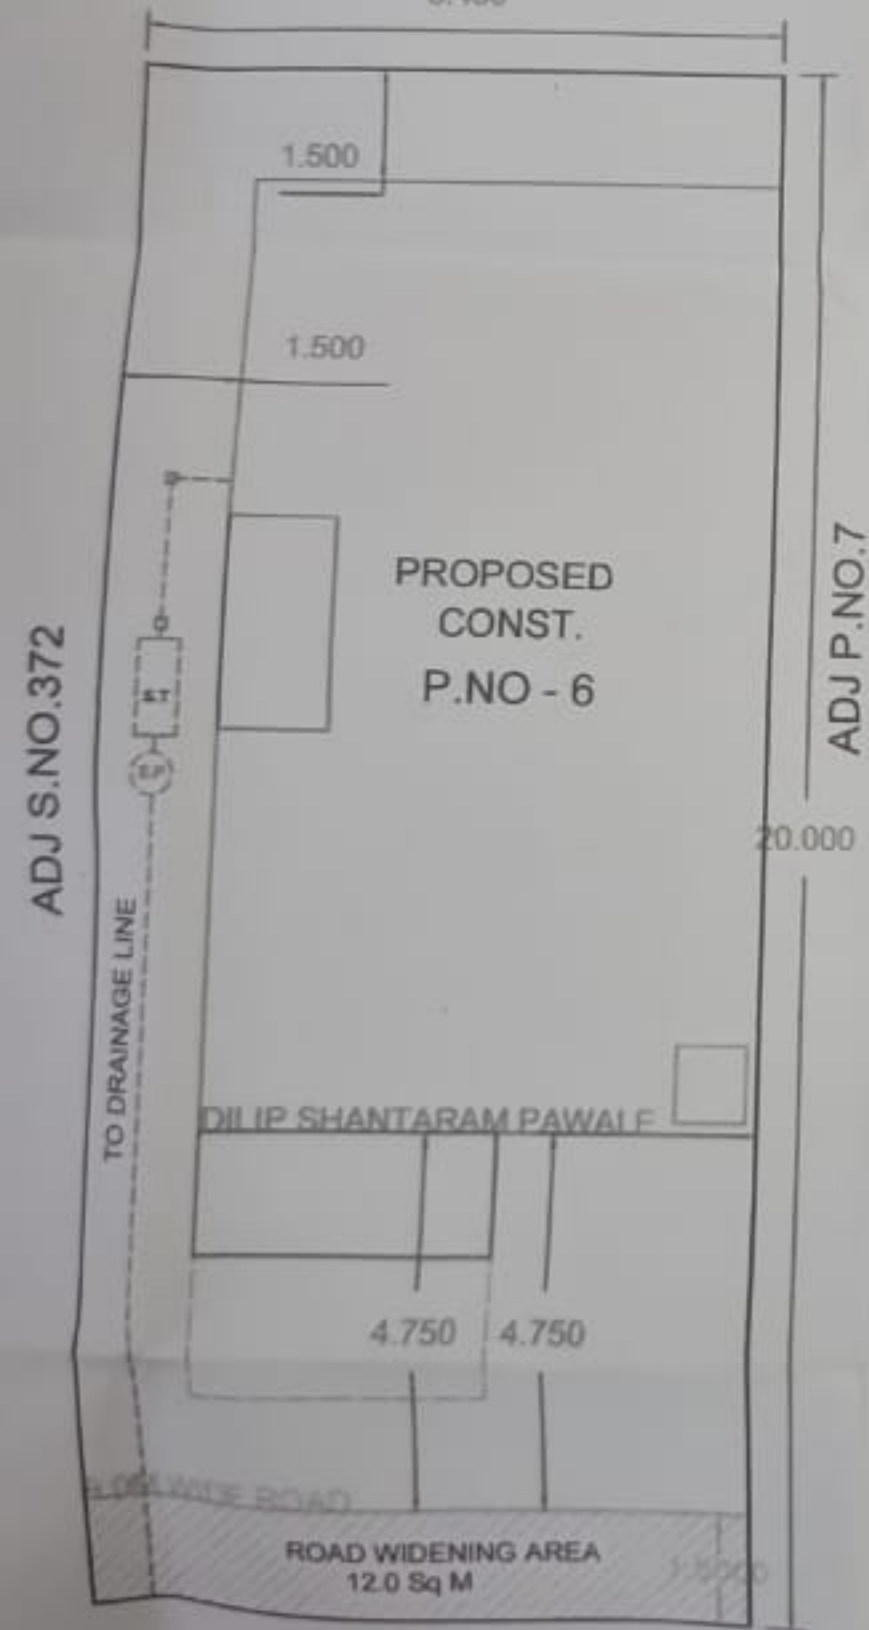 1.500
1.500
PROPOSED
CONST.
P.NO - 6
ADJ S.NO.372
ADJ P.NO.7
20.000
TO DRAINAGE LINE
DILIP SHANTARAM PAWALE
4.750
4.750
WIDE ROAD
ROAD WIDENING AREA
12.0 Sq M